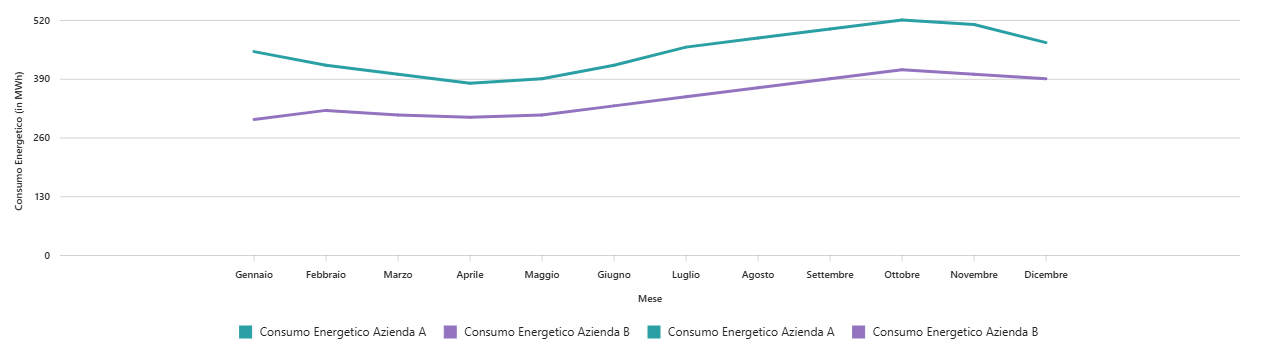 520
390
260
130
0
Consumo Energetico (in MWh)
Gennaio Febbraio Marzo Aprile Maggio Giugno Luglio Agosto Settembre Ottobre Novembre Dicembre
Mese
Consumo Energetico Azienda A Consumo Energetico Azienda B Consumo Energetico Azienda A Consumo Energetico Azienda B